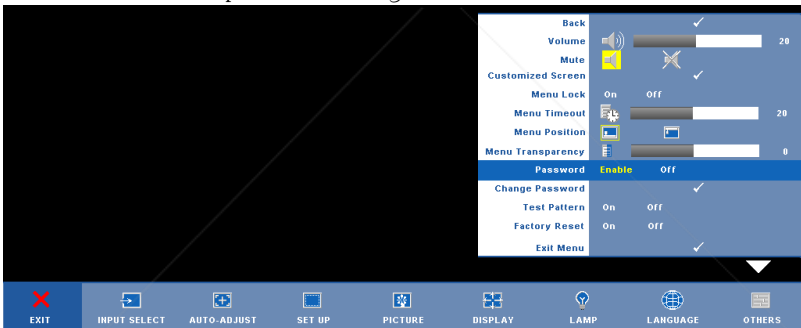 Back
Volume 20
Mute
Customized Screen
Menu Lock On Off
Menu Timeout 20
Menu Position
Menu Transparency 0
Password Enable Off
Change Password
Test Pattern On Off
Factory Reset On Off
Exit Menu
EXIT INPUT SELECT AUTO-ADJUST SET UP PICTURE DISPLAY LAMP LANGUAGE OTHERS